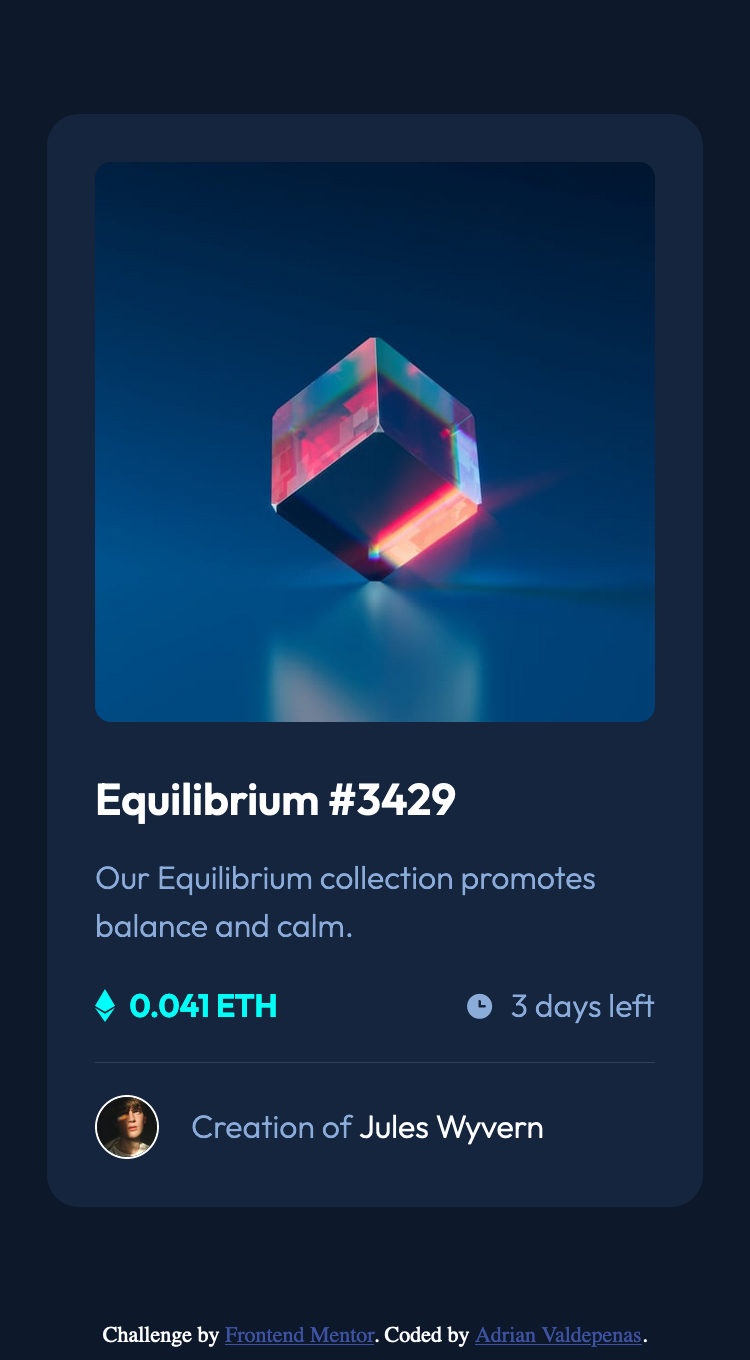 Equilibrium #3429
Our Equilibrium collection promotes
balance and calm.
0.041 ETH
3 days left
Creation of Jules Wyvern
Challenge by Frontend Mentor. Coded by Adrian Valdepenas.